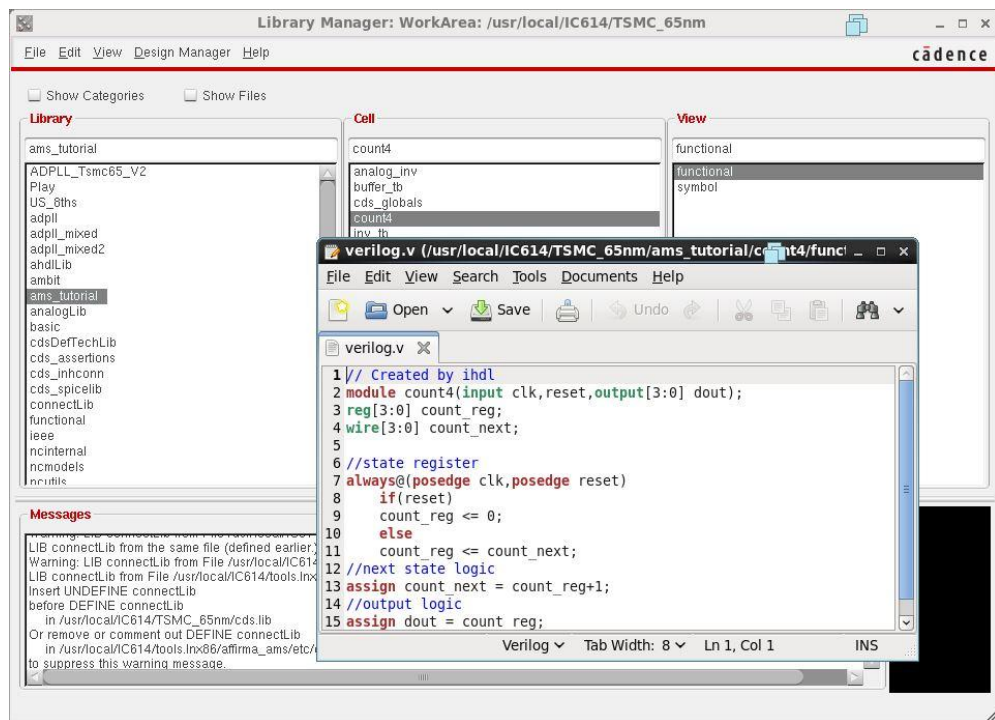 Library Manager: WorkArea: /usr/local/IC614/TSMC_65nm
File Edit View Design Manager Help
cādence
Show Categories Show Files
Library
ams_tutorial
ADPLL_Tsmc65_V2
Play
US_8ths
adpll
adpll_mixed
adpll_mixed2
ahdlLib
ambit
ams_tutorial
analogLib
basic
cdsDefTechLib
cds_assertions
cds_inhconn
cds_spicelib
connectLib
functional
ieee
ncinternal
ncmodels
ncutils
Cell
count4
analog_inv
buffer_tb
cds_globals
count4
inv_tb
View
functional
functional
symbol
verilog.v (/usr/local/IC614/TSMC_65nm/ams_tutorial/count4/funct
File Edit View Search Tools Documents Help
Open Save Undo
verilog.v
1 // Created by ihdl
2 module count4(input clk,reset,output[3:0] dout);
3 reg[3:0] count_reg;
4 wire[3:0] count_next;
5
6 //state register
7 always@(posedge clk,posedge reset)
8 if(reset)
9 count_reg <= 0;
10 else
11 count_reg <= count_next;
12 //next state logic
13 assign count_next = count_reg+1;
14 //output logic
15 assign dout = count_reg;
Verilog Tab Width: 8 Ln 1, Col 1 INS
Messages
LIB connectLib from the same file (defined earlier.)
Warning: LIB connectLib from File /usr/local/IC614
LIB connectLib from File /usr/local/IC614/tools.lnx
Insert UNDEFINE connectLib
before DEFINE connectLib
in /usr/local/IC614/TSMC_65nm/cds.lib
Or remove or comment out DEFINE connectLib
in /usr/local/IC614/tools.lnx86/affirma_ams/etc/
to suppress this warning message.